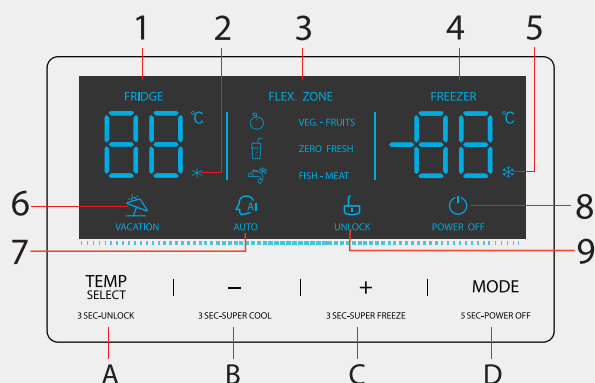 1 2 3 4 5
FRIDGE FLEX. ZONE FREEZER
88 °C VEG.- FRUITS -88 °C
ZERO FRESH
FISH - MEAT
6 8
AI
VACATION AUTO UNLOCK POWER OFF
7 9
TEMP SELECT − + MODE
3 SEC-UNLOCK 3 SEC-SUPER COOL 3 SEC-SUPER FREEZE 5 SEC-POWER OFF
A B C D